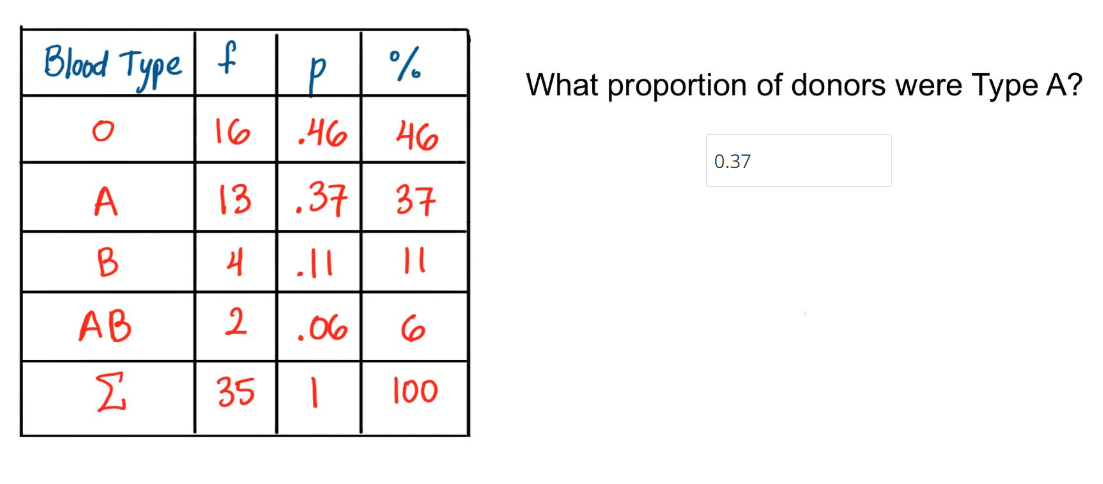 Blood Type f p %
O 16 .46 46
A 13 .37 37
B 4 .11 11
AB 2 .06 6
Σ 35 1 100
What proportion of donors were Type A?
0.37